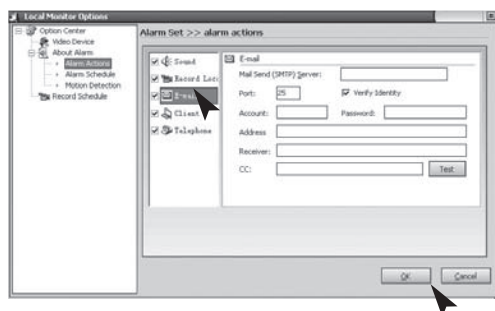 Local Monitor Options
Option Center
Video Device
About Alarm
Alarm Actions
Alarm Schedule
Motion Detection
Record Schedule
Alarm Set >> alarm actions
Sound
Record Loc
E-mail
Client
Telephone
E-mail
Mail Send (SMTP) Server:
Port: 25 Verify Identity
Account: Password:
Address
Receiver:
CC: Test
OK Cancel